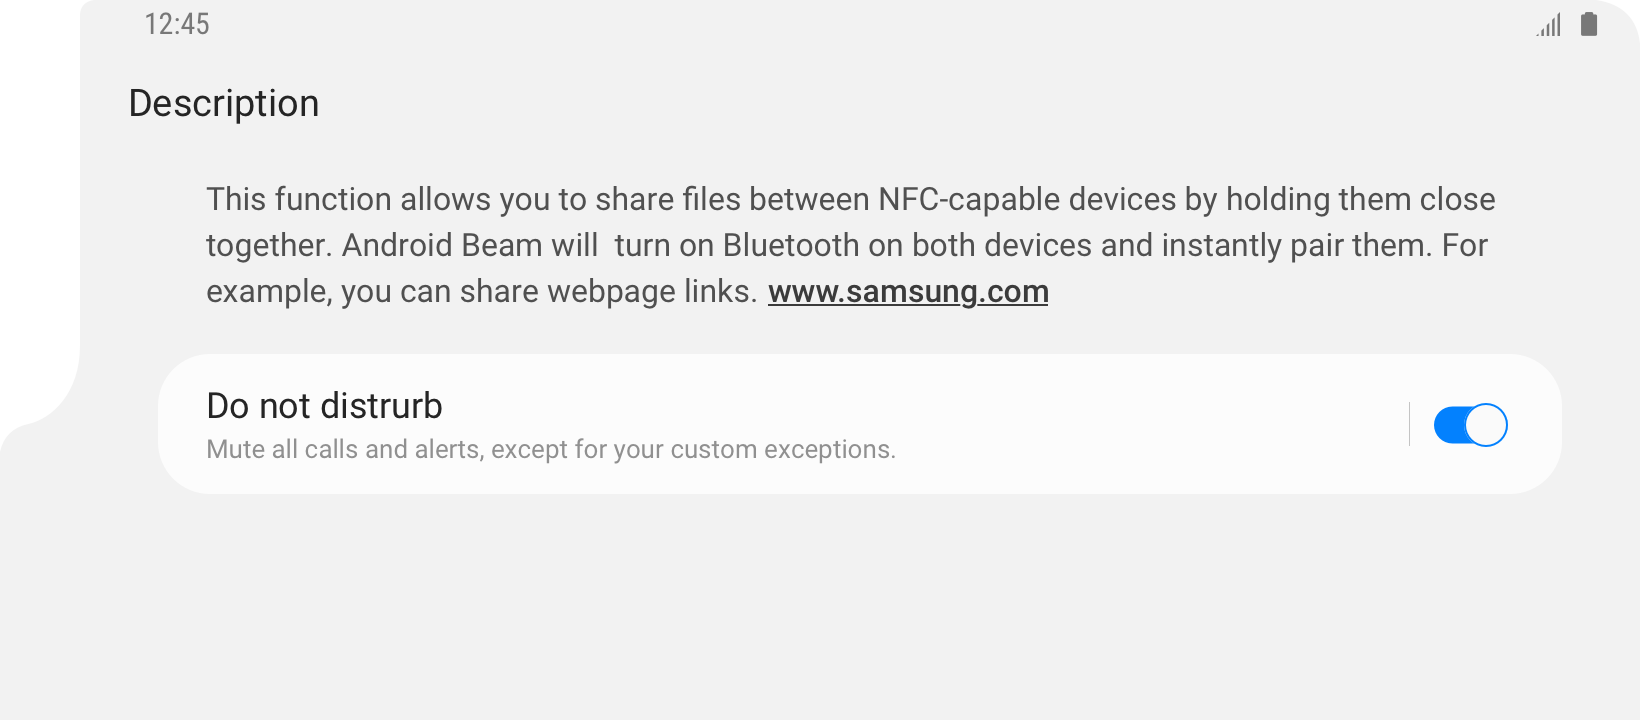 12:45
Description
This function allows you to share files between NFC-capable devices by holding them close
together. Android Beam will  turn on Bluetooth on both devices and instantly pair them. For
example, you can share webpage links. www.samsung.com
Do not distrurb
Mute all calls and alerts, except for your custom exceptions.